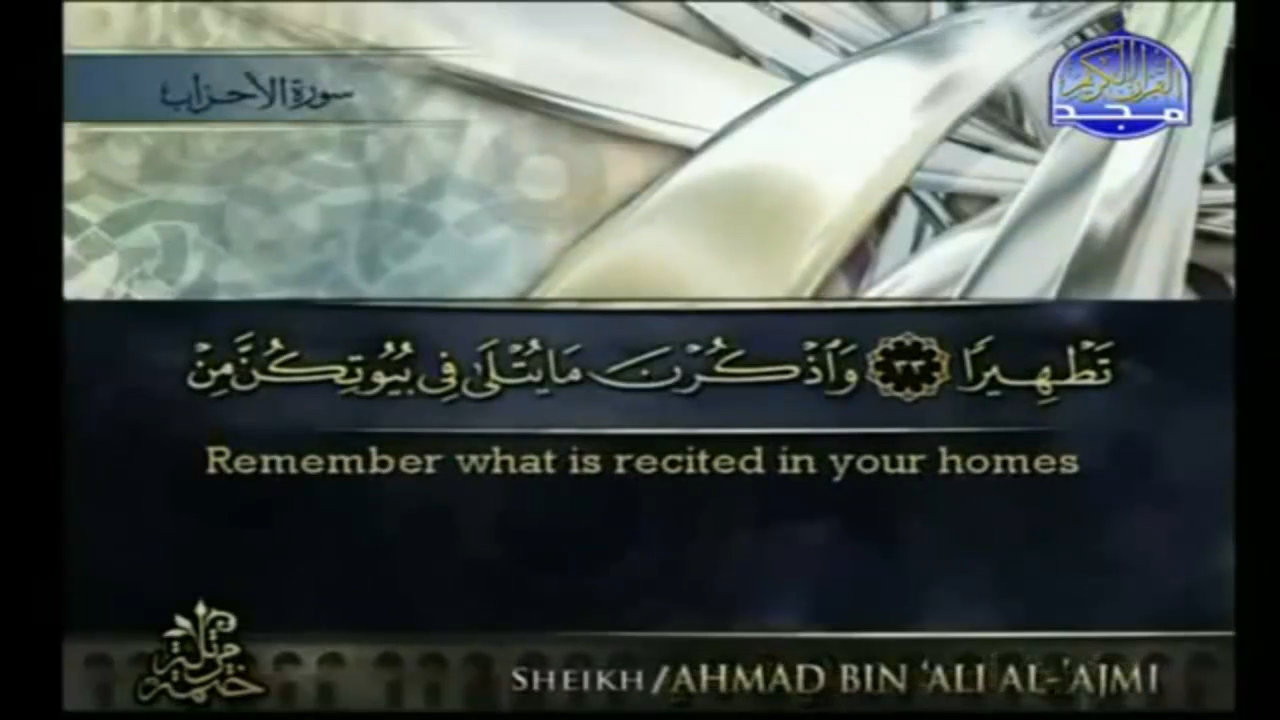 سورة الأحزاب
القرآن الكريم
مجد
تَطْهِيرًا ٣٣ وَٱذْكُرْنَ مَا يُتْلَىٰ فِى بُيُوتِكُنَّ مِنْ
Remember what is recited in your homes
ختمة مرتلة
SHEIKH/AHMAD BIN ‘ALI AL-‘AJMI